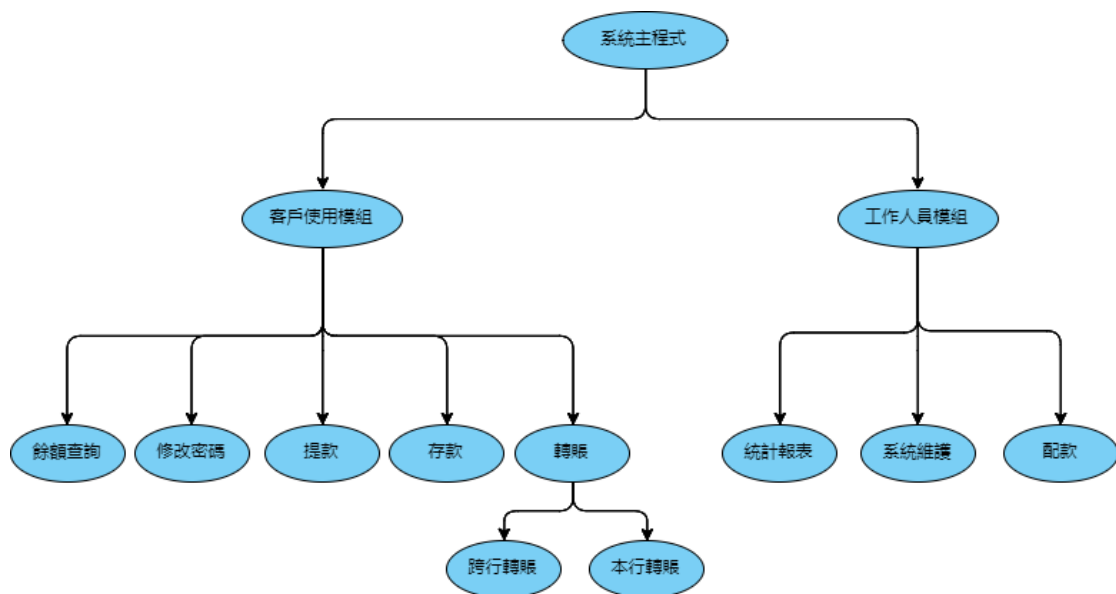 系統主程式
客戶使用模組
工作人員模組
餘額查詢
修改密碼
提款
存款
轉賬
統計報表
系統維護
配款
跨行轉賬
本行轉賬